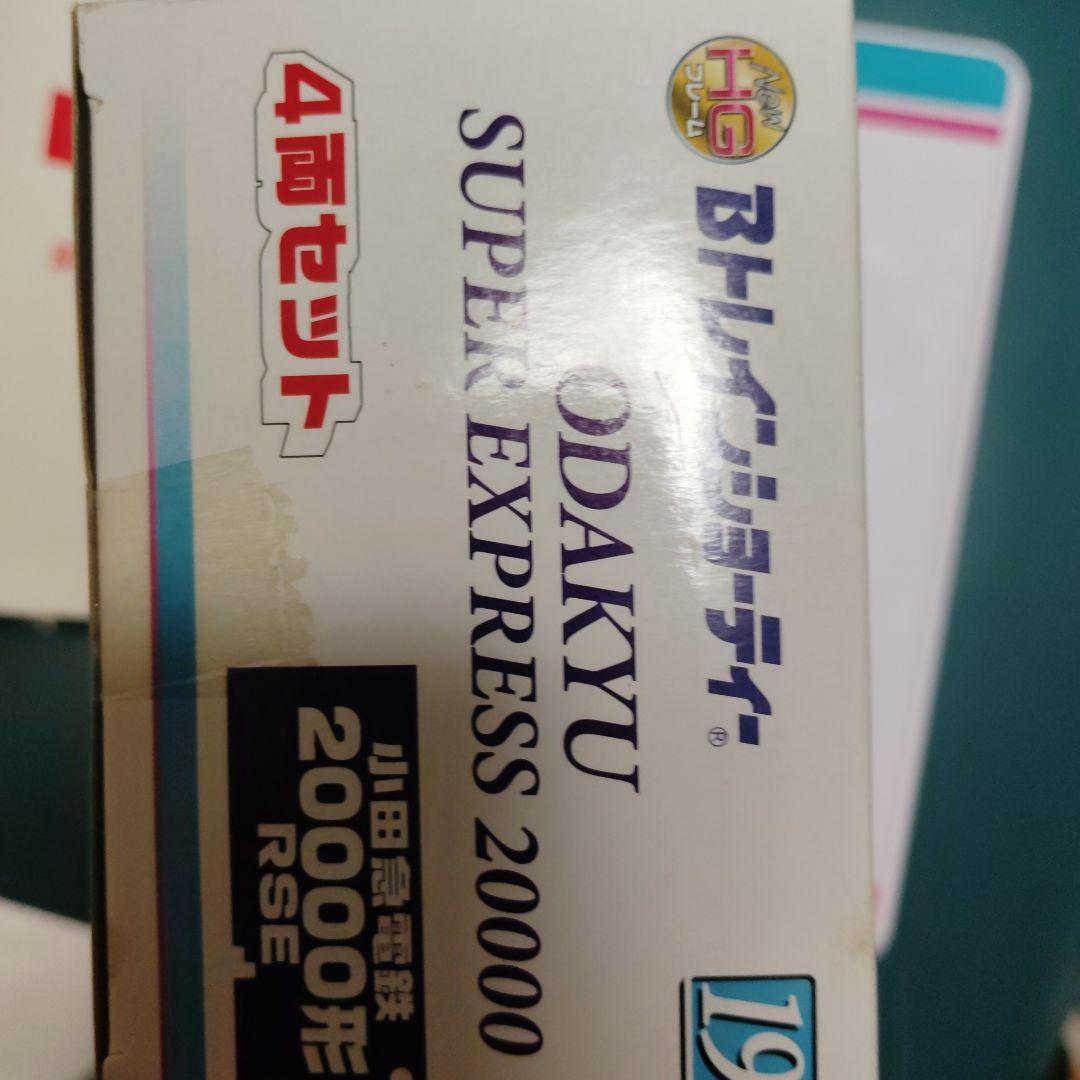 New
HG
フレーム
Bトレインショーティー®
ODAKYU
SUPER EXPRESS 20000
4両セット
小田急電鉄
20000形
RSE
19